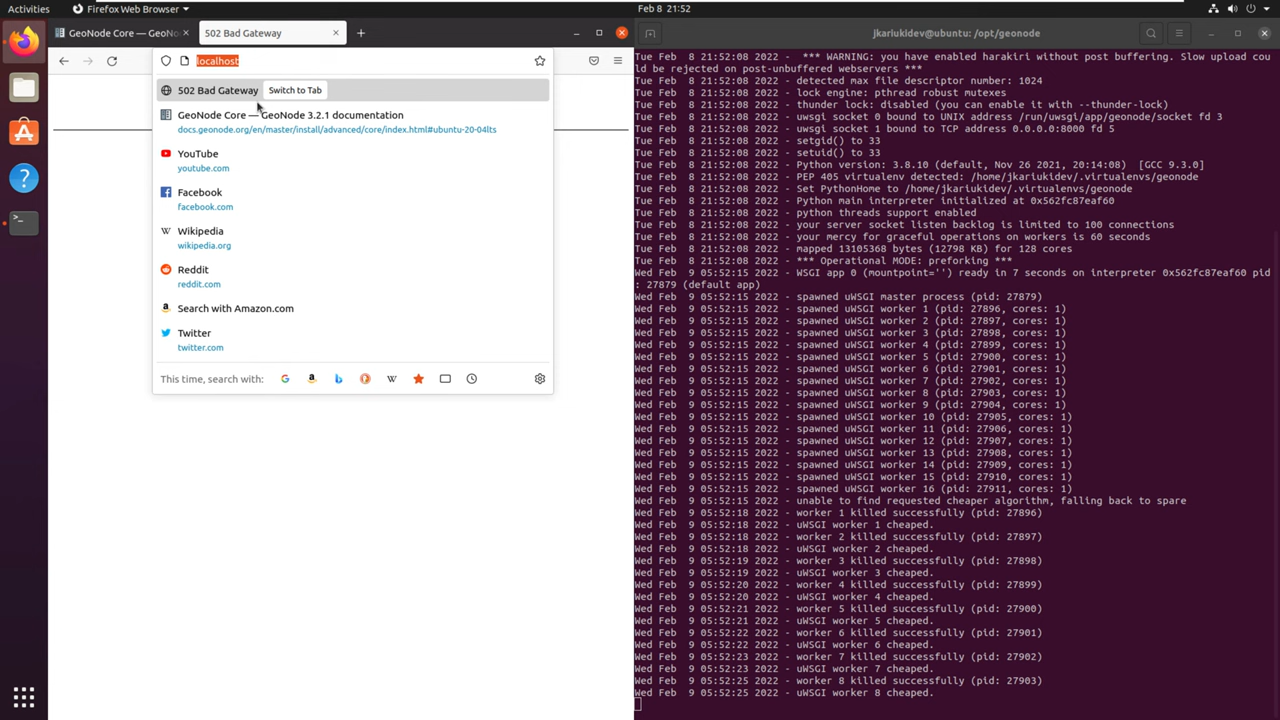 Activities
Firefox Web Browser
Feb 8 21:52
GeoNode Core — GeoNode
502 Bad Gateway
localhost
502 Bad Gateway
Switch to Tab
GeoNode Core — GeoNode 3.2.1 documentation
docs.geonode.org/en/master/install/advanced/core/index.html#ubuntu-20-04lts
YouTube
youtube.com
Facebook
facebook.com
Wikipedia
wikipedia.org
Reddit
reddit.com
Search with Amazon.com
Twitter
twitter.com
This time, search with:
jkariukidev@ubuntu: /opt/geonode
Tue Feb  8 21:52:08 2022 -  *** WARNING: you have enabled harakiri without post buffering. Slow upload cou
ld be rejected on post-unbuffered webservers ***
Tue Feb  8 21:52:08 2022 - detected max file descriptor number: 1024
Tue Feb  8 21:52:08 2022 - lock engine: pthread robust mutexes
Tue Feb  8 21:52:08 2022 - thunder lock: disabled (you can enable it with --thunder-lock)
Tue Feb  8 21:52:08 2022 - uwsgi socket 0 bound to UNIX address /run/uwsgi/app/geonode/socket fd 3
Tue Feb  8 21:52:08 2022 - uwsgi socket 1 bound to TCP address 0.0.0.0:8000 fd 5
Tue Feb  8 21:52:08 2022 - setgid() to 33
Tue Feb  8 21:52:08 2022 - setuid() to 33
Tue Feb  8 21:52:08 2022 - Python version: 3.8.10 (default, Nov 26 2021, 20:14:08)  [GCC 9.3.0]
Tue Feb  8 21:52:08 2022 - PEP 405 virtualenv detected: /home/jkariukidev/.virtualenvs/geonode
Tue Feb  8 21:52:08 2022 - Set PythonHome to /home/jkariukidev/.virtualenvs/geonode
Tue Feb  8 21:52:08 2022 - Python main interpreter initialized at 0x562fc87eaf60
Tue Feb  8 21:52:08 2022 - python threads support enabled
Tue Feb  8 21:52:08 2022 - your server socket listen backlog is limited to 100 connections
Tue Feb  8 21:52:08 2022 - your mercy for graceful operations on workers is 60 seconds
Tue Feb  8 21:52:08 2022 - mapped 13105368 bytes (12798 KB) for 128 cores
Tue Feb  8 21:52:08 2022 - *** Operational MODE: preforking ***
Wed Feb  9 05:52:15 2022 - WSGI app 0 (mountpoint='') ready in 7 seconds on interpreter 0x562fc87eaf60 pid
: 27879 (default app)
Wed Feb  9 05:52:15 2022 - spawned uWSGI master process (pid: 27879)
Wed Feb  9 05:52:15 2022 - spawned uWSGI worker 1 (pid: 27896, cores: 1)
Wed Feb  9 05:52:15 2022 - spawned uWSGI worker 2 (pid: 27897, cores: 1)
Wed Feb  9 05:52:15 2022 - spawned uWSGI worker 3 (pid: 27898, cores: 1)
Wed Feb  9 05:52:15 2022 - spawned uWSGI worker 4 (pid: 27899, cores: 1)
Wed Feb  9 05:52:15 2022 - spawned uWSGI worker 5 (pid: 27900, cores: 1)
Wed Feb  9 05:52:15 2022 - spawned uWSGI worker 6 (pid: 27901, cores: 1)
Wed Feb  9 05:52:15 2022 - spawned uWSGI worker 7 (pid: 27902, cores: 1)
Wed Feb  9 05:52:15 2022 - spawned uWSGI worker 8 (pid: 27903, cores: 1)
Wed Feb  9 05:52:15 2022 - spawned uWSGI worker 9 (pid: 27904, cores: 1)
Wed Feb  9 05:52:15 2022 - spawned uWSGI worker 10 (pid: 27905, cores: 1)
Wed Feb  9 05:52:15 2022 - spawned uWSGI worker 11 (pid: 27906, cores: 1)
Wed Feb  9 05:52:15 2022 - spawned uWSGI worker 12 (pid: 27907, cores: 1)
Wed Feb  9 05:52:15 2022 - spawned uWSGI worker 13 (pid: 27908, cores: 1)
Wed Feb  9 05:52:15 2022 - spawned uWSGI worker 14 (pid: 27909, cores: 1)
Wed Feb  9 05:52:15 2022 - spawned uWSGI worker 15 (pid: 27910, cores: 1)
Wed Feb  9 05:52:15 2022 - spawned uWSGI worker 16 (pid: 27911, cores: 1)
Wed Feb  9 05:52:15 2022 - unable to find requested cheaper algorithm, falling back to spare
Wed Feb  9 05:52:18 2022 - worker 1 killed successfully (pid: 27896)
Wed Feb  9 05:52:18 2022 - uWSGI worker 1 cheaped.
Wed Feb  9 05:52:18 2022 - worker 2 killed successfully (pid: 27897)
Wed Feb  9 05:52:18 2022 - uWSGI worker 2 cheaped.
Wed Feb  9 05:52:19 2022 - worker 3 killed successfully (pid: 27898)
Wed Feb  9 05:52:19 2022 - uWSGI worker 3 cheaped.
Wed Feb  9 05:52:20 2022 - worker 4 killed successfully (pid: 27899)
Wed Feb  9 05:52:20 2022 - uWSGI worker 4 cheaped.
Wed Feb  9 05:52:21 2022 - worker 5 killed successfully (pid: 27900)
Wed Feb  9 05:52:21 2022 - uWSGI worker 5 cheaped.
Wed Feb  9 05:52:22 2022 - worker 6 killed successfully (pid: 27901)
Wed Feb  9 05:52:22 2022 - uWSGI worker 6 cheaped.
Wed Feb  9 05:52:23 2022 - worker 7 killed successfully (pid: 27902)
Wed Feb  9 05:52:23 2022 - uWSGI worker 7 cheaped.
Wed Feb  9 05:52:25 2022 - worker 8 killed successfully (pid: 27903)
Wed Feb  9 05:52:25 2022 - uWSGI worker 8 cheaped.